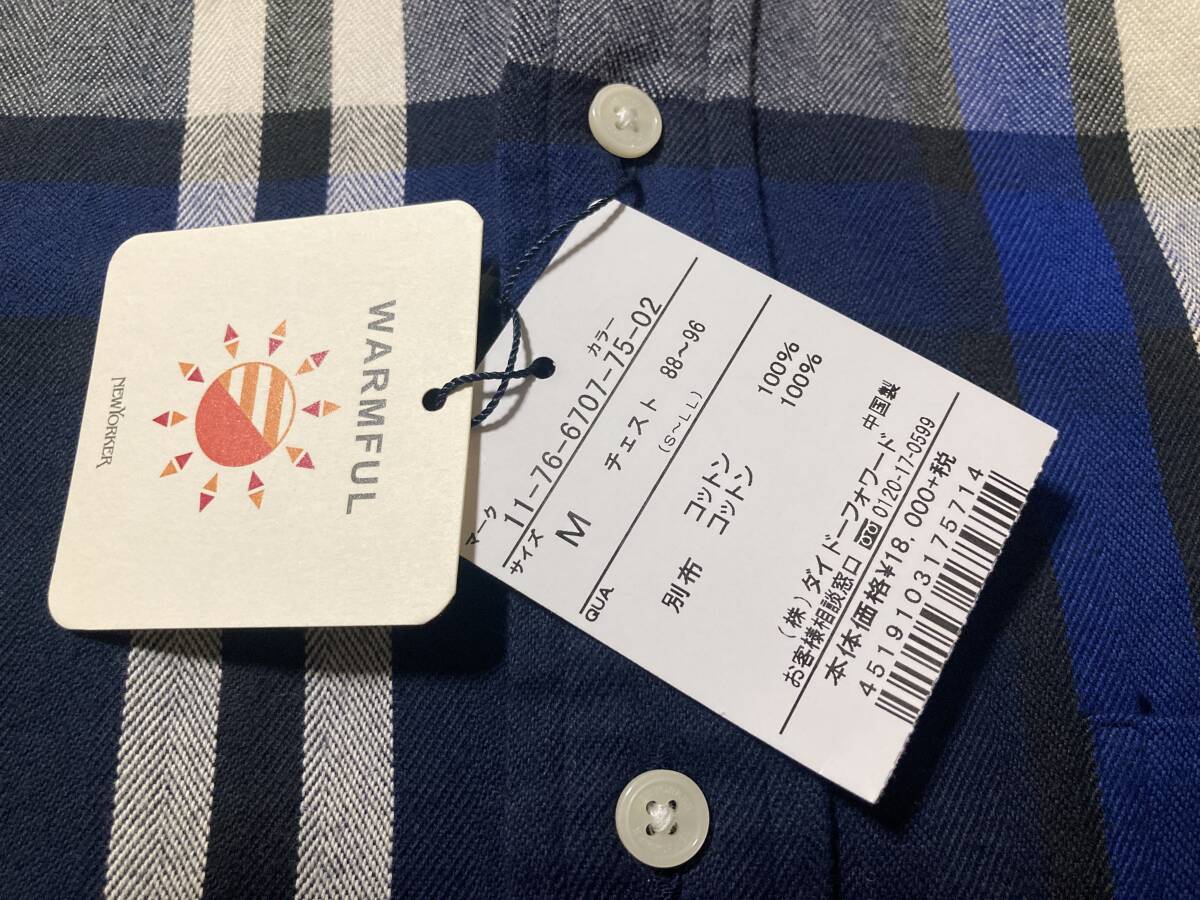 WARMFUL
NEWYORKER
マーク カラー
11-76-6707-75-02
サイズ チェスト 88〜96
M (S〜LL)
QUA
コットン 100%
別布 コットン 100%
中国製
(株)ダイドーフォワード
お客様相談窓口 0120-17-0599
本体価格¥18,000+税
4519103175714